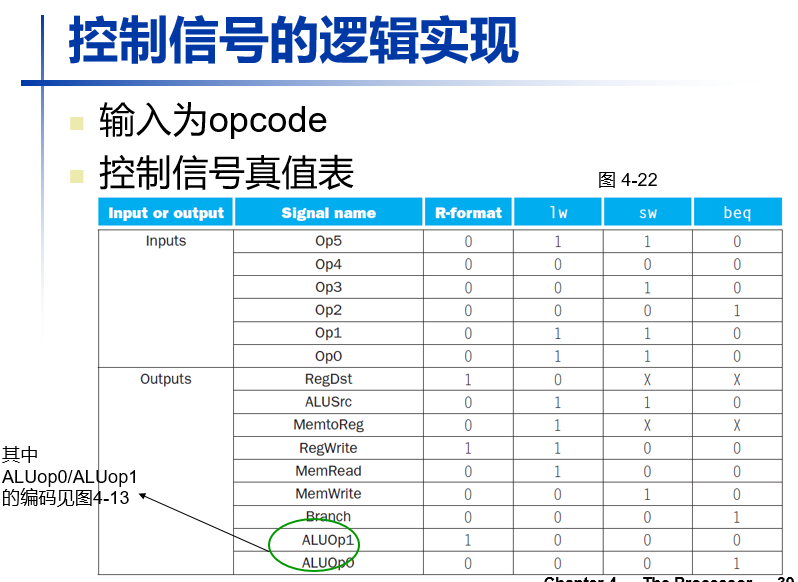 控制信号的逻辑实现
输入为opcode
控制信号真值表
图 4-22
Input or output Signal name R-format lw sw beq
Inputs Op5 0 1 1 0
Op4 0 0 0 0
Op3 0 0 1 0
Op2 0 0 0 1
Op1 0 1 1 0
Op0 0 1 1 0
Outputs RegDst 1 0 X X
ALUSrc 0 1 1 0
MemtoReg 0 1 X X
RegWrite 1 1 0 0
MemRead 0 1 0 0
MemWrite 0 0 1 0
Branch 0 0 0 1
ALUOp1 1 0 0 0
ALUOp0 0 0 0 1
其中
ALUop0/ALUop1
的编码见图4-13
Chapter 4 — The Processor — 39